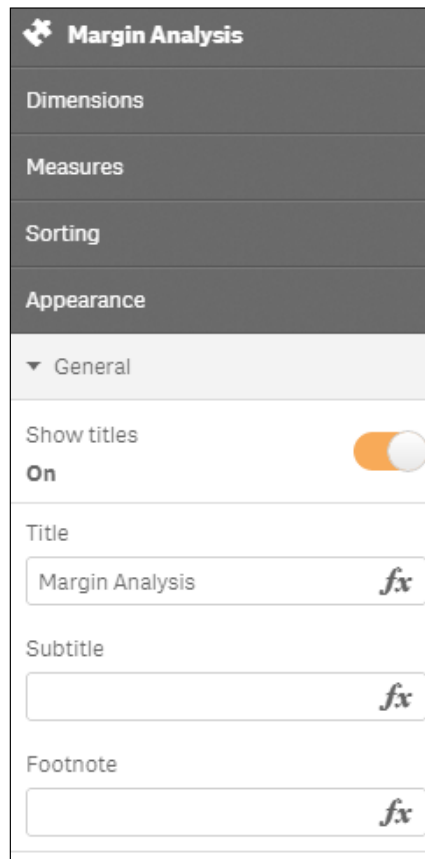 Margin Analysis
Dimensions
Measures
Sorting
Appearance
General
Show titles
On
Title
Margin Analysis fx
Subtitle
fx
Footnote
fx